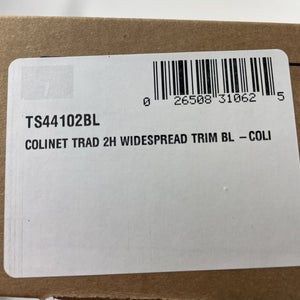 0 26508 31062 5
TS44102BL
COLINET TRAD 2H WIDESPREAD TRIM BL – COLI